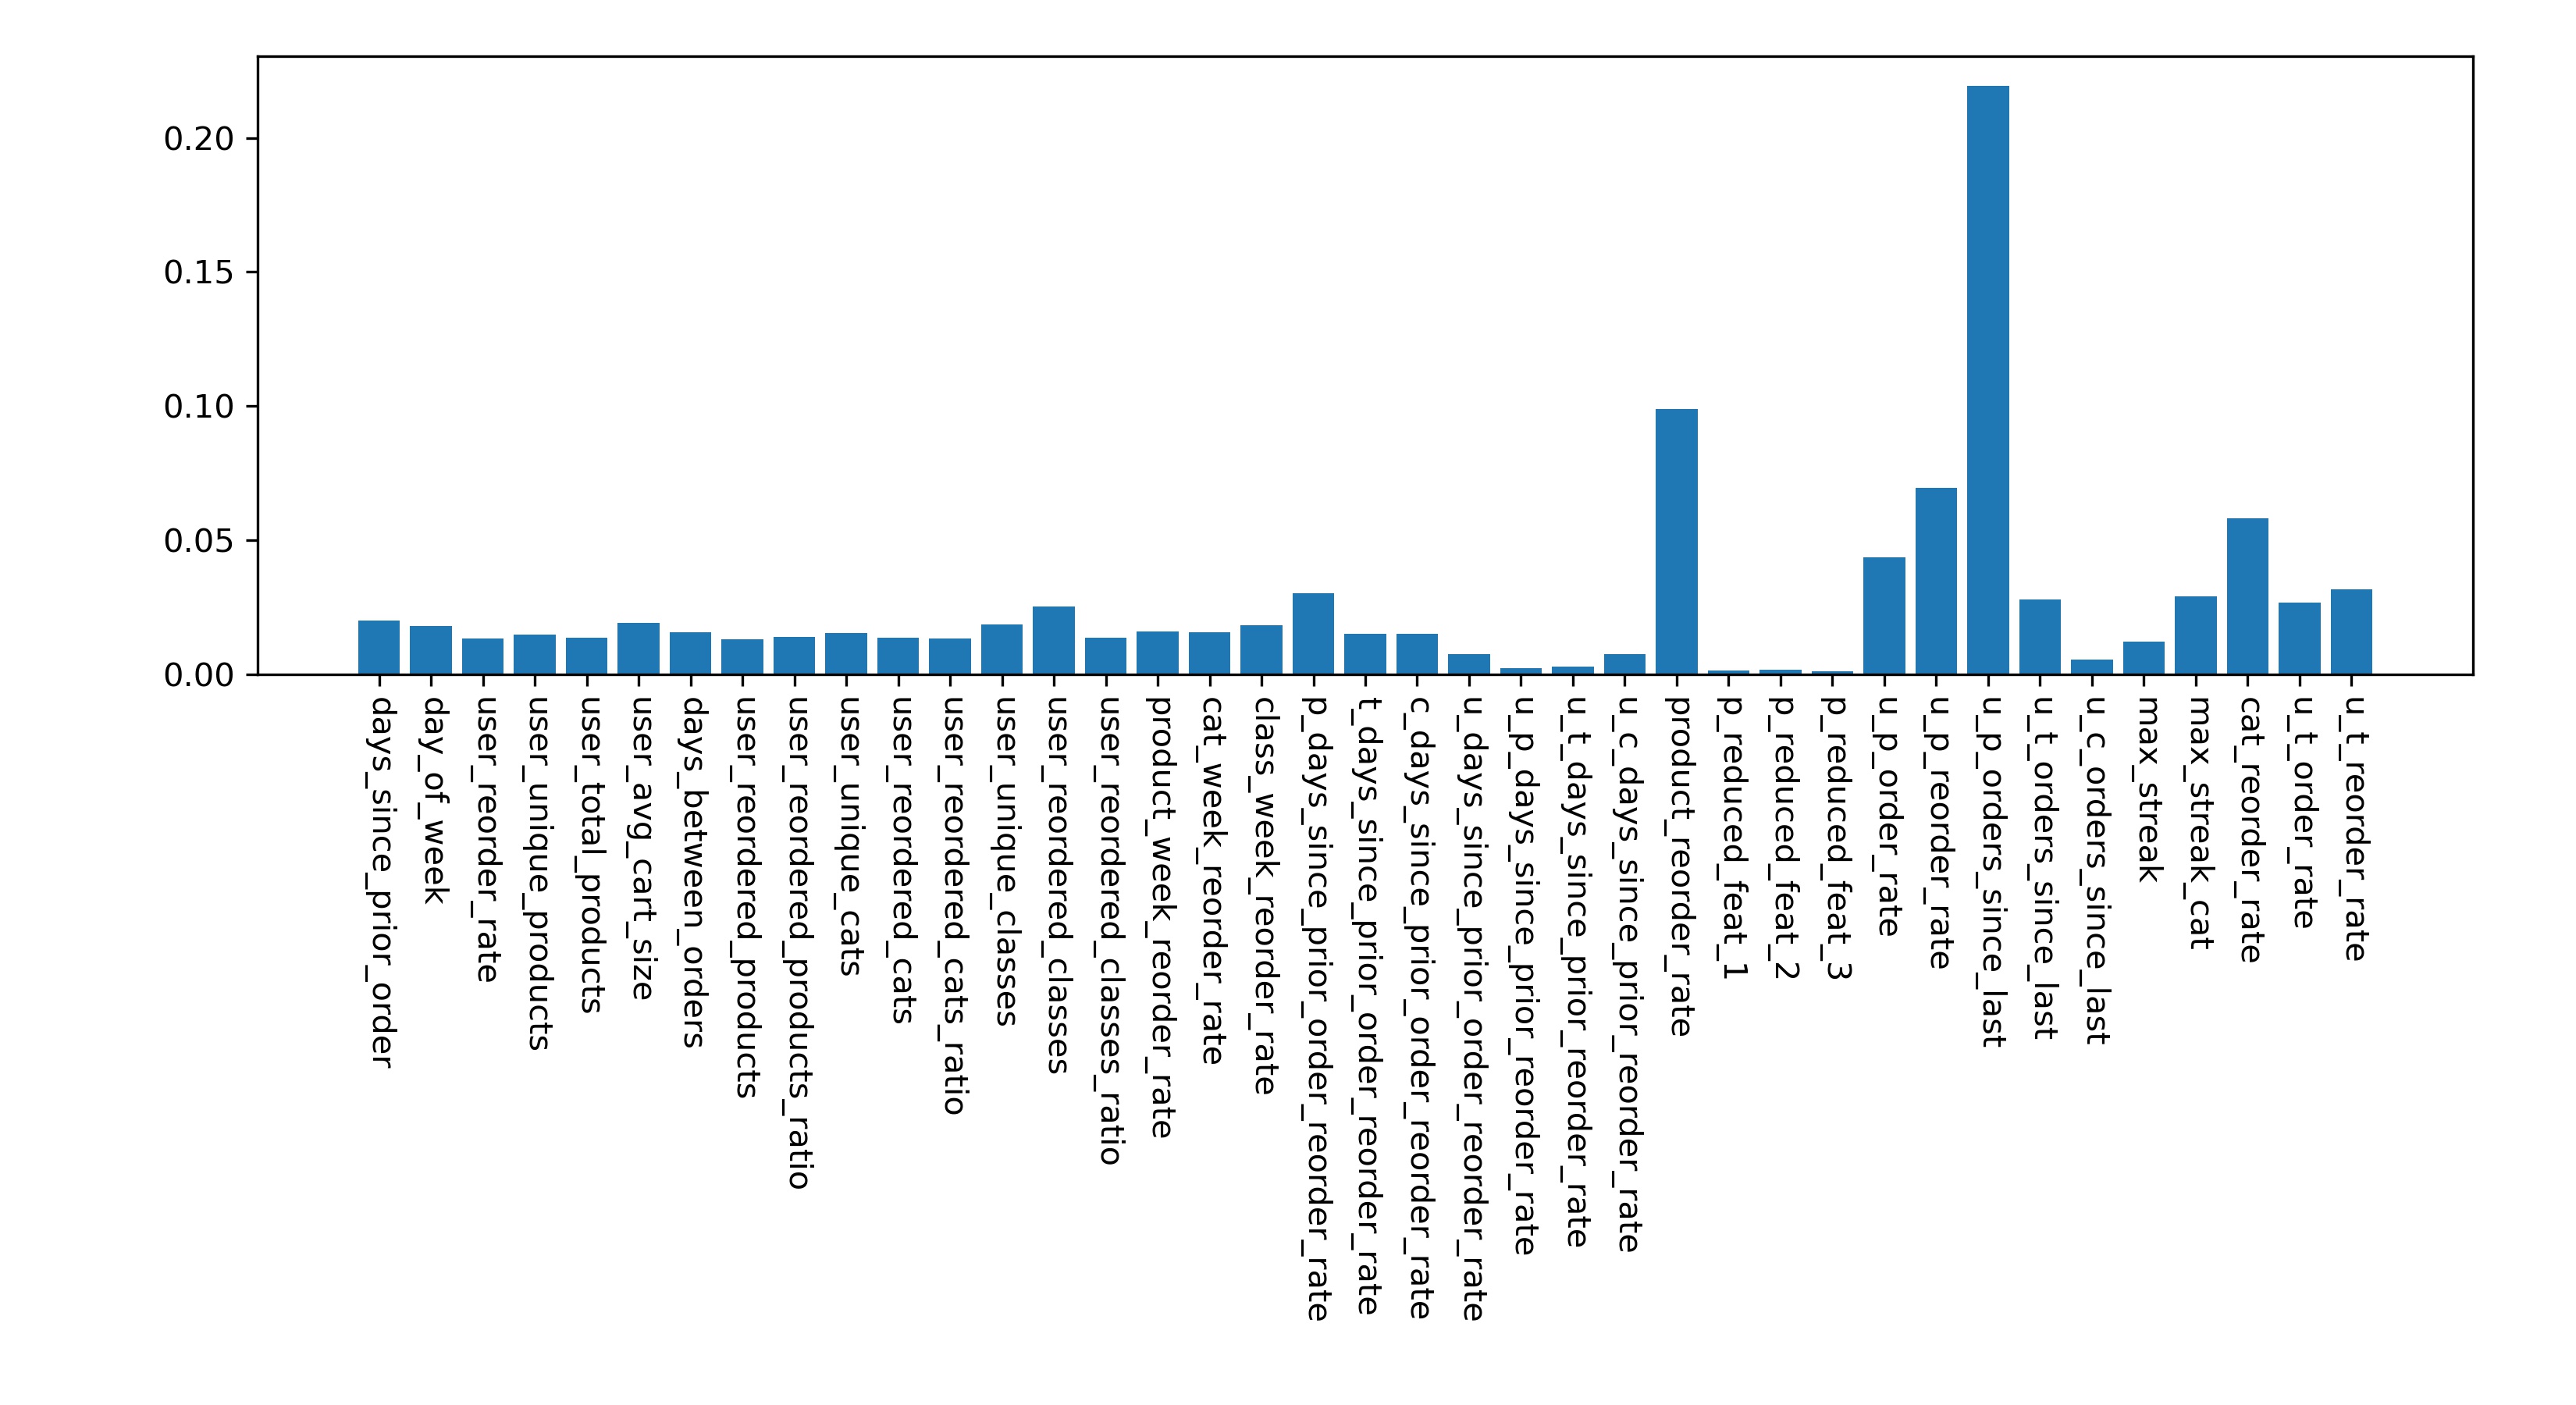 0.20
0.15
0.10
0.05
0.00
days_since_prior_order
day_of_week
user_reorder_rate
user_unique_products
user_total_products
user_avg_cart_size
days_between_orders
user_reordered_products
user_reordered_products_ratio
user_unique_cats
user_reordered_cats
user_reordered_cats_ratio
user_unique_classes
user_reordered_classes
user_reordered_classes_ratio
product_week_reorder_rate
cat_week_reorder_rate
class_week_reorder_rate
p_days_since_prior_order_reorder_rate
t_days_since_prior_order_reorder_rate
c_days_since_prior_order_reorder_rate
u_days_since_prior_order_reorder_rate
u_p_days_since_prior_reorder_rate
u_t_days_since_prior_reorder_rate
u_c_days_since_prior_reorder_rate
product_reorder_rate
p_reduced_feat_1
p_reduced_feat_2
p_reduced_feat_3
u_p_order_rate
u_p_reorder_rate
u_p_orders_since_last
u_t_orders_since_last
u_c_orders_since_last
max_streak
max_streak_cat
cat_reorder_rate
u_t_order_rate
u_t_reorder_rate